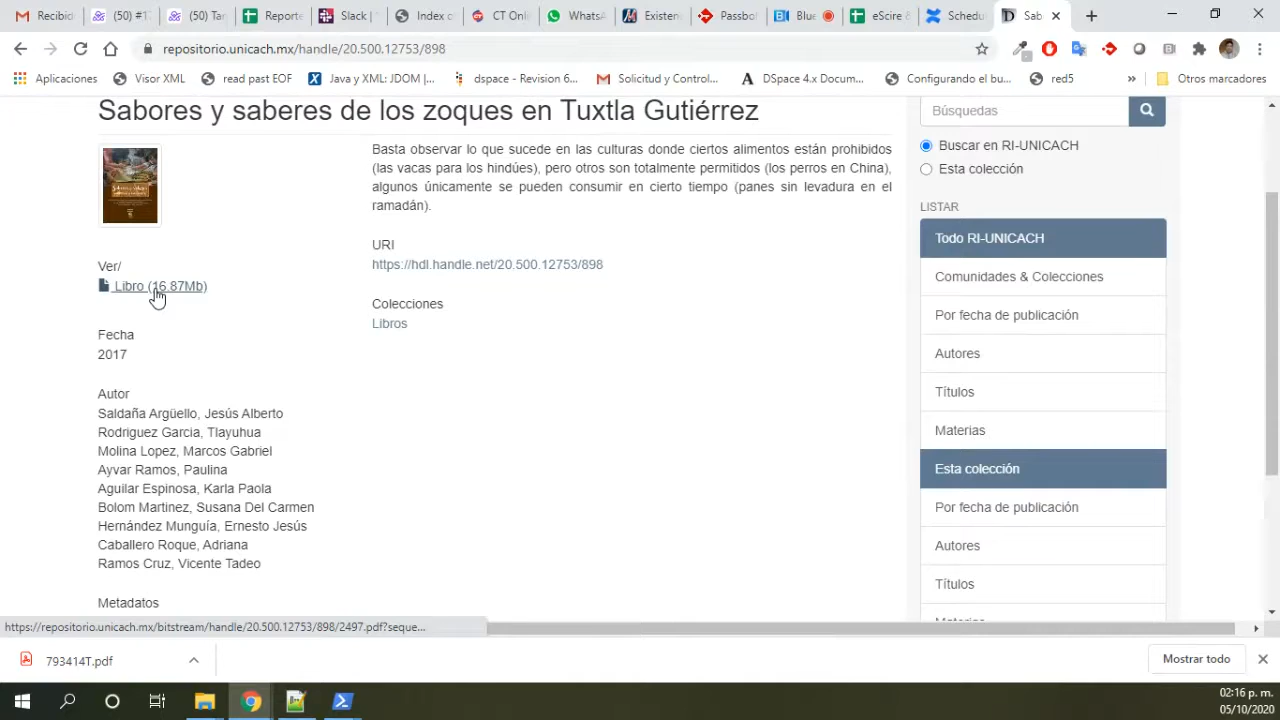 Recibid
(50) #1
(50) Tar
Reporte
Slack | 
Index o
CT Onli
WhatsA
Existen
Passbo
Blue
eScire &
Schedu
Sab
repositorio.unicach.mx/handle/20.500.12753/898
Aplicaciones
Visor XML
read past EOF
Java y XML: JDOM |...
dspace - Revision 6...
Solicitud y Control...
DSpace 4.x Docum...
Configurando el bu...
red5
»
Otros marcadores
Sabores y saberes de los zoques en Tuxtla Gutiérrez
Ver/
Libro (16.87Mb)
Fecha
2017
Autor
Saldaña Argüello, Jesús Alberto
Rodriguez Garcia, Tlayuhua
Molina Lopez, Marcos Gabriel
Ayvar Ramos, Paulina
Aguilar Espinosa, Karla Paola
Bolom Martinez, Susana Del Carmen
Hernández Munguía, Ernesto Jesús
Caballero Roque, Adriana
Ramos Cruz, Vicente Tadeo
Metadatos
Basta observar lo que sucede en las culturas donde ciertos alimentos están prohibidos
(las vacas para los hindúes), pero otros son totalmente permitidos (los perros en China),
algunos únicamente se pueden consumir en cierto tiempo (panes sin levadura en el
ramadán).
URI
https://hdl.handle.net/20.500.12753/898
Colecciones
Libros
Búsquedas
Buscar en RI-UNICACH
Esta colección
LISTAR
Todo RI-UNICACH
Comunidades & Colecciones
Por fecha de publicación
Autores
Títulos
Materias
Esta colección
Por fecha de publicación
Autores
Títulos
Materias
https://repositorio.unicach.mx/bitstream/handle/20.500.12753/898/2497.pdf?seque...
793414T.pdf
Mostrar todo
02:16 p. m.
05/10/2020